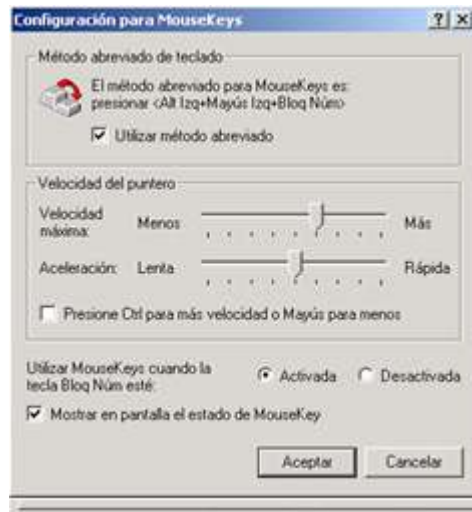 Configuración para MouseKeys
Método abreviado de teclado
El método abreviado para MouseKeys es:
presionar <Alt Izq+Mayús Izq+Bloq Núm>
Utilizar método abreviado
Velocidad del puntero
Velocidad máxima: Menos Más
Aceleración: Lenta Rápida
Presione Ctrl para más velocidad o Mayús para menos
Utilizar MouseKeys cuando la
tecla Bloq Núm esté: Activada Desactivada
Mostrar en pantalla el estado de MouseKey
Aceptar Cancelar